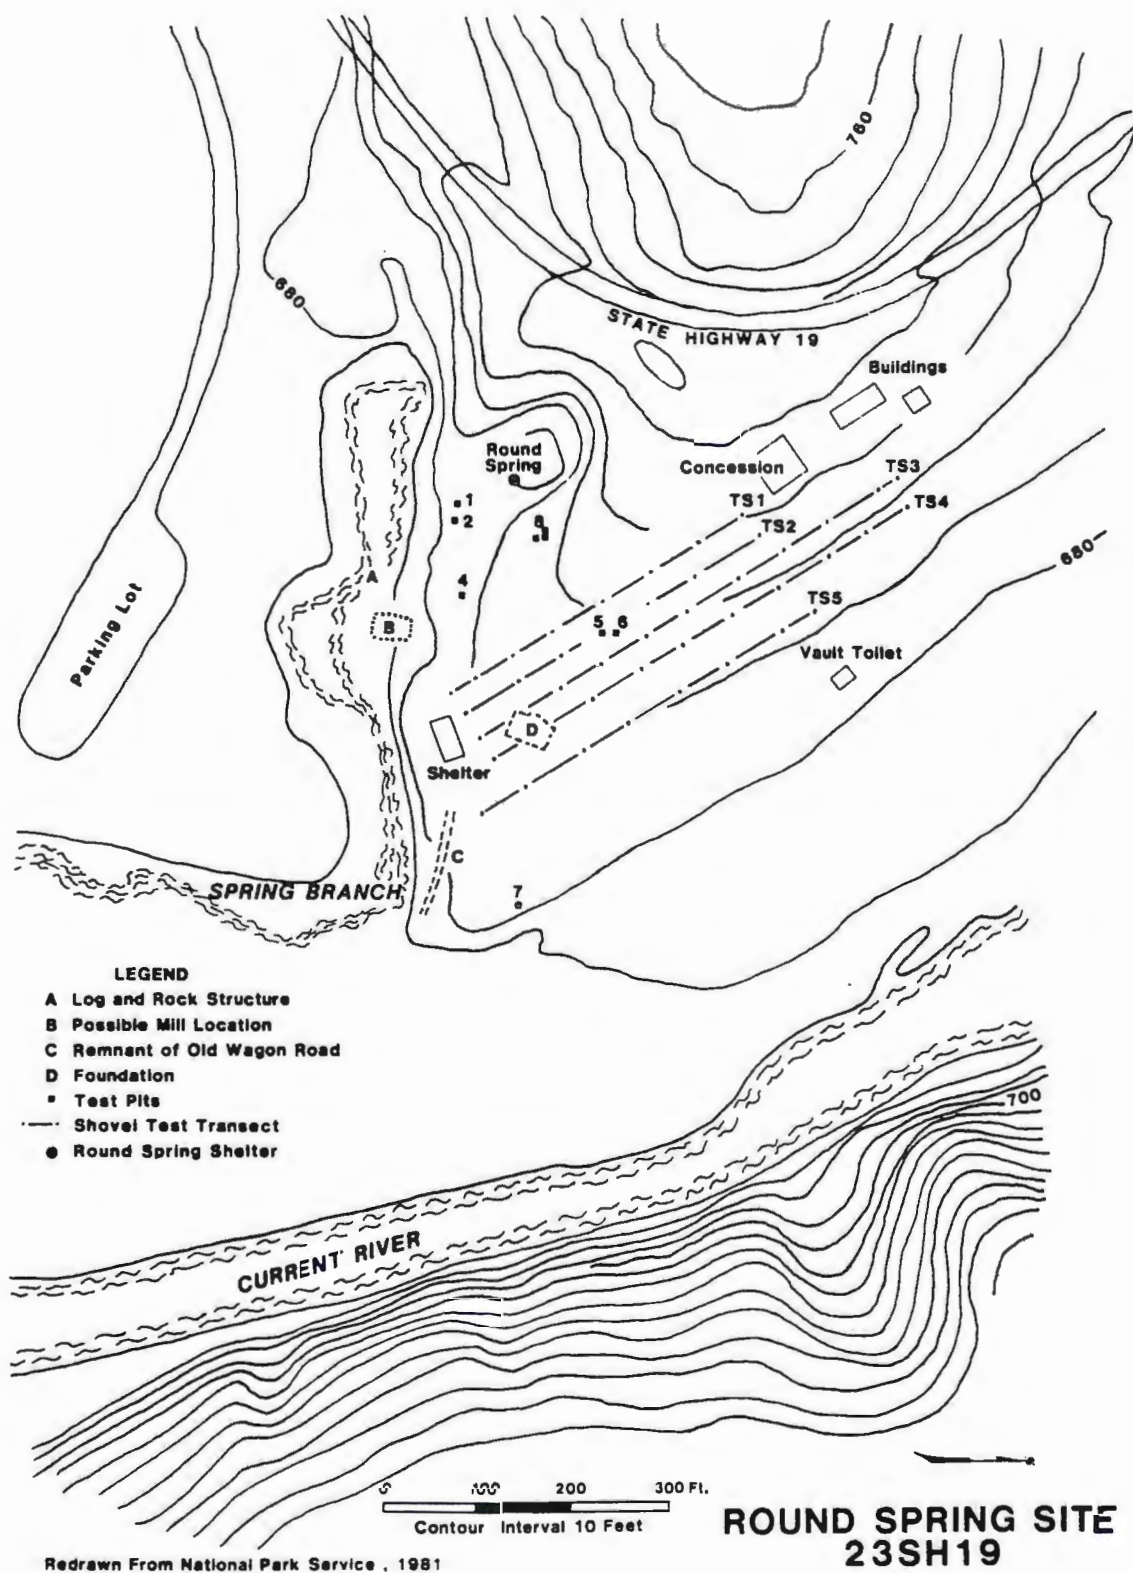 760
680
STATE HIGHWAY 19
Buildings
Round
Spring
Concession
TS3
TS1
TS4
TS2
1
2
8
680
A
4
TS5
Parking Lot
B
5 6
Vault Toilet
D
Shelter
C
SPRING BRANCH
7
LEGEND
A Log and Rock Structure
B Possible Mill Location
C Remnant of Old Wagon Road
D Foundation
Test Pits
Shovel Test Transect
Round Spring Shelter
700
CURRENT RIVER
0 100 200 300 Ft.
Contour Interval 10 Feet
ROUND SPRING SITE
23SH19
Redrawn From National Park Service , 1981